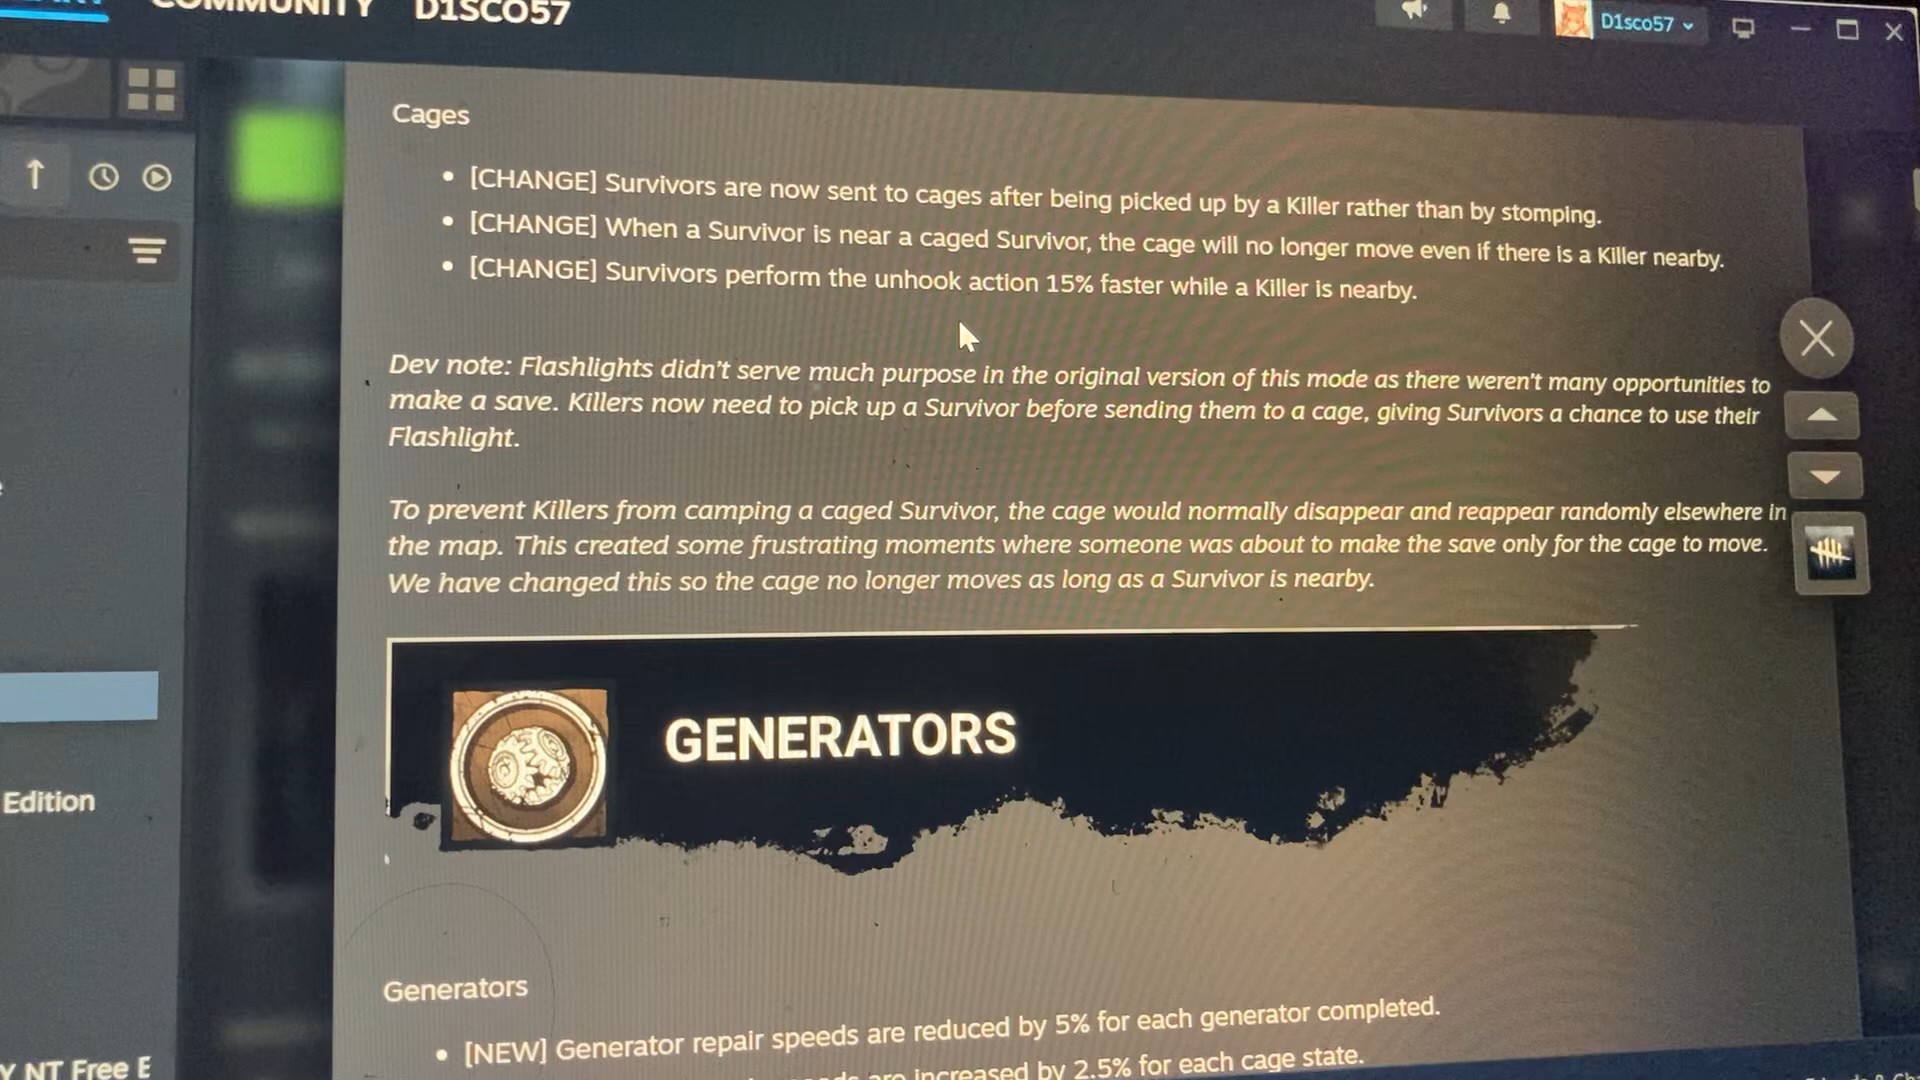 COMMUNITY D1SCO57
D1sco57
Cages
• [CHANGE] Survivors are now sent to cages after being picked up by a Killer rather than by stomping.
• [CHANGE] When a Survivor is near a caged Survivor, the cage will no longer move even if there is a Killer nearby.
• [CHANGE] Survivors perform the unhook action 15% faster while a Killer is nearby.
Dev note: Flashlights didn't serve much purpose in the original version of this mode as there weren't many opportunities to
make a save. Killers now need to pick up a Survivor before sending them to a cage, giving Survivors a chance to use their
Flashlight.
To prevent Killers from camping a caged Survivor, the cage would normally disappear and reappear randomly elsewhere in
the map. This created some frustrating moments where someone was about to make the save only for the cage to move.
We have changed this so the cage no longer moves as long as a Survivor is nearby.
GENERATORS
Edition
Generators
• [NEW] Generator repair speeds are reduced by 5% for each generator completed.
are increased by 2.5% for each cage state.
Y NT Free E